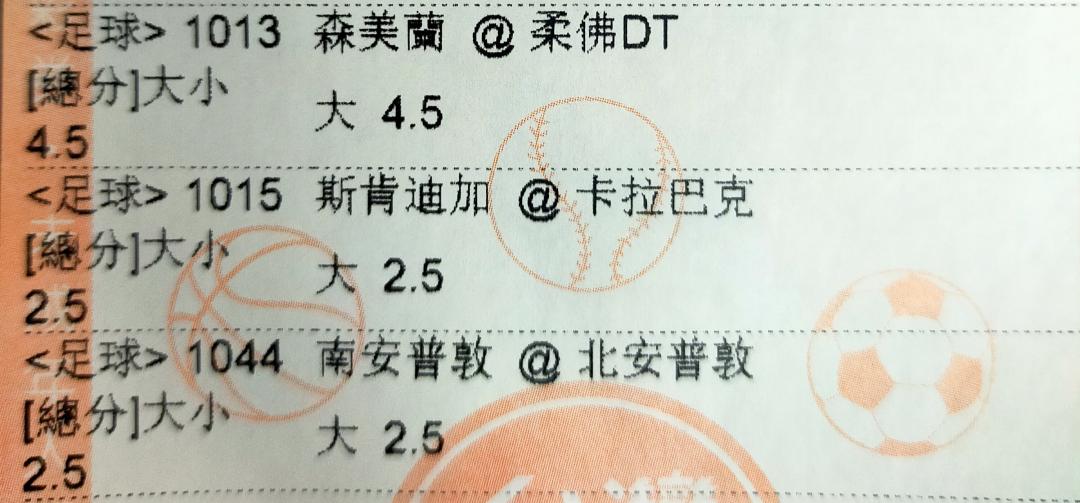 <足球> 1013 森美蘭 @ 柔佛DT
[總分]大小 大 4.5
4.5
<足球> 1015 斯肯迪加 @ 卡拉巴克
[總分]大小 大 2.5
2.5
<足球> 1044 南安普敦 @ 北安普敦
[總分]大小 大 2.5
2.5